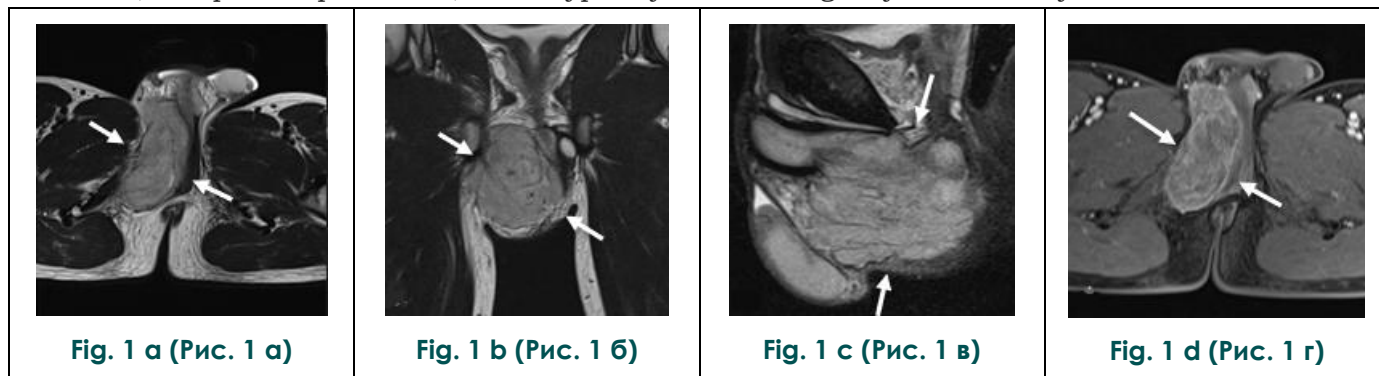 Fig. 1 a (Рис. 1 а)
Fig. 1 b (Рис. 1 б)
Fig. 1 c (Рис. 1 в)
Fig. 1 d (Рис. 1 г)